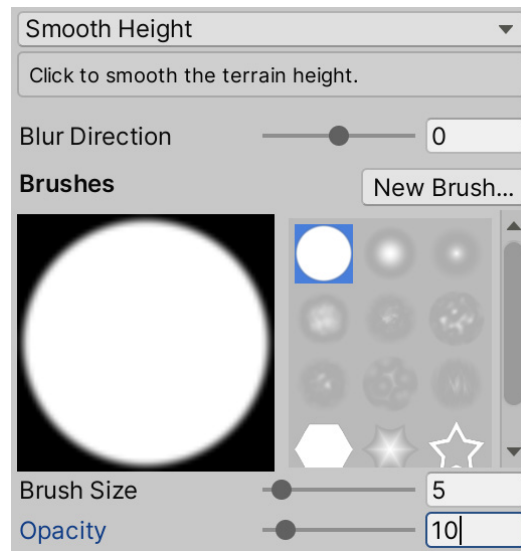 Smooth Height
Click to smooth the terrain height.
Blur Direction 0
Brushes New Brush...
Brush Size 5
Opacity 10